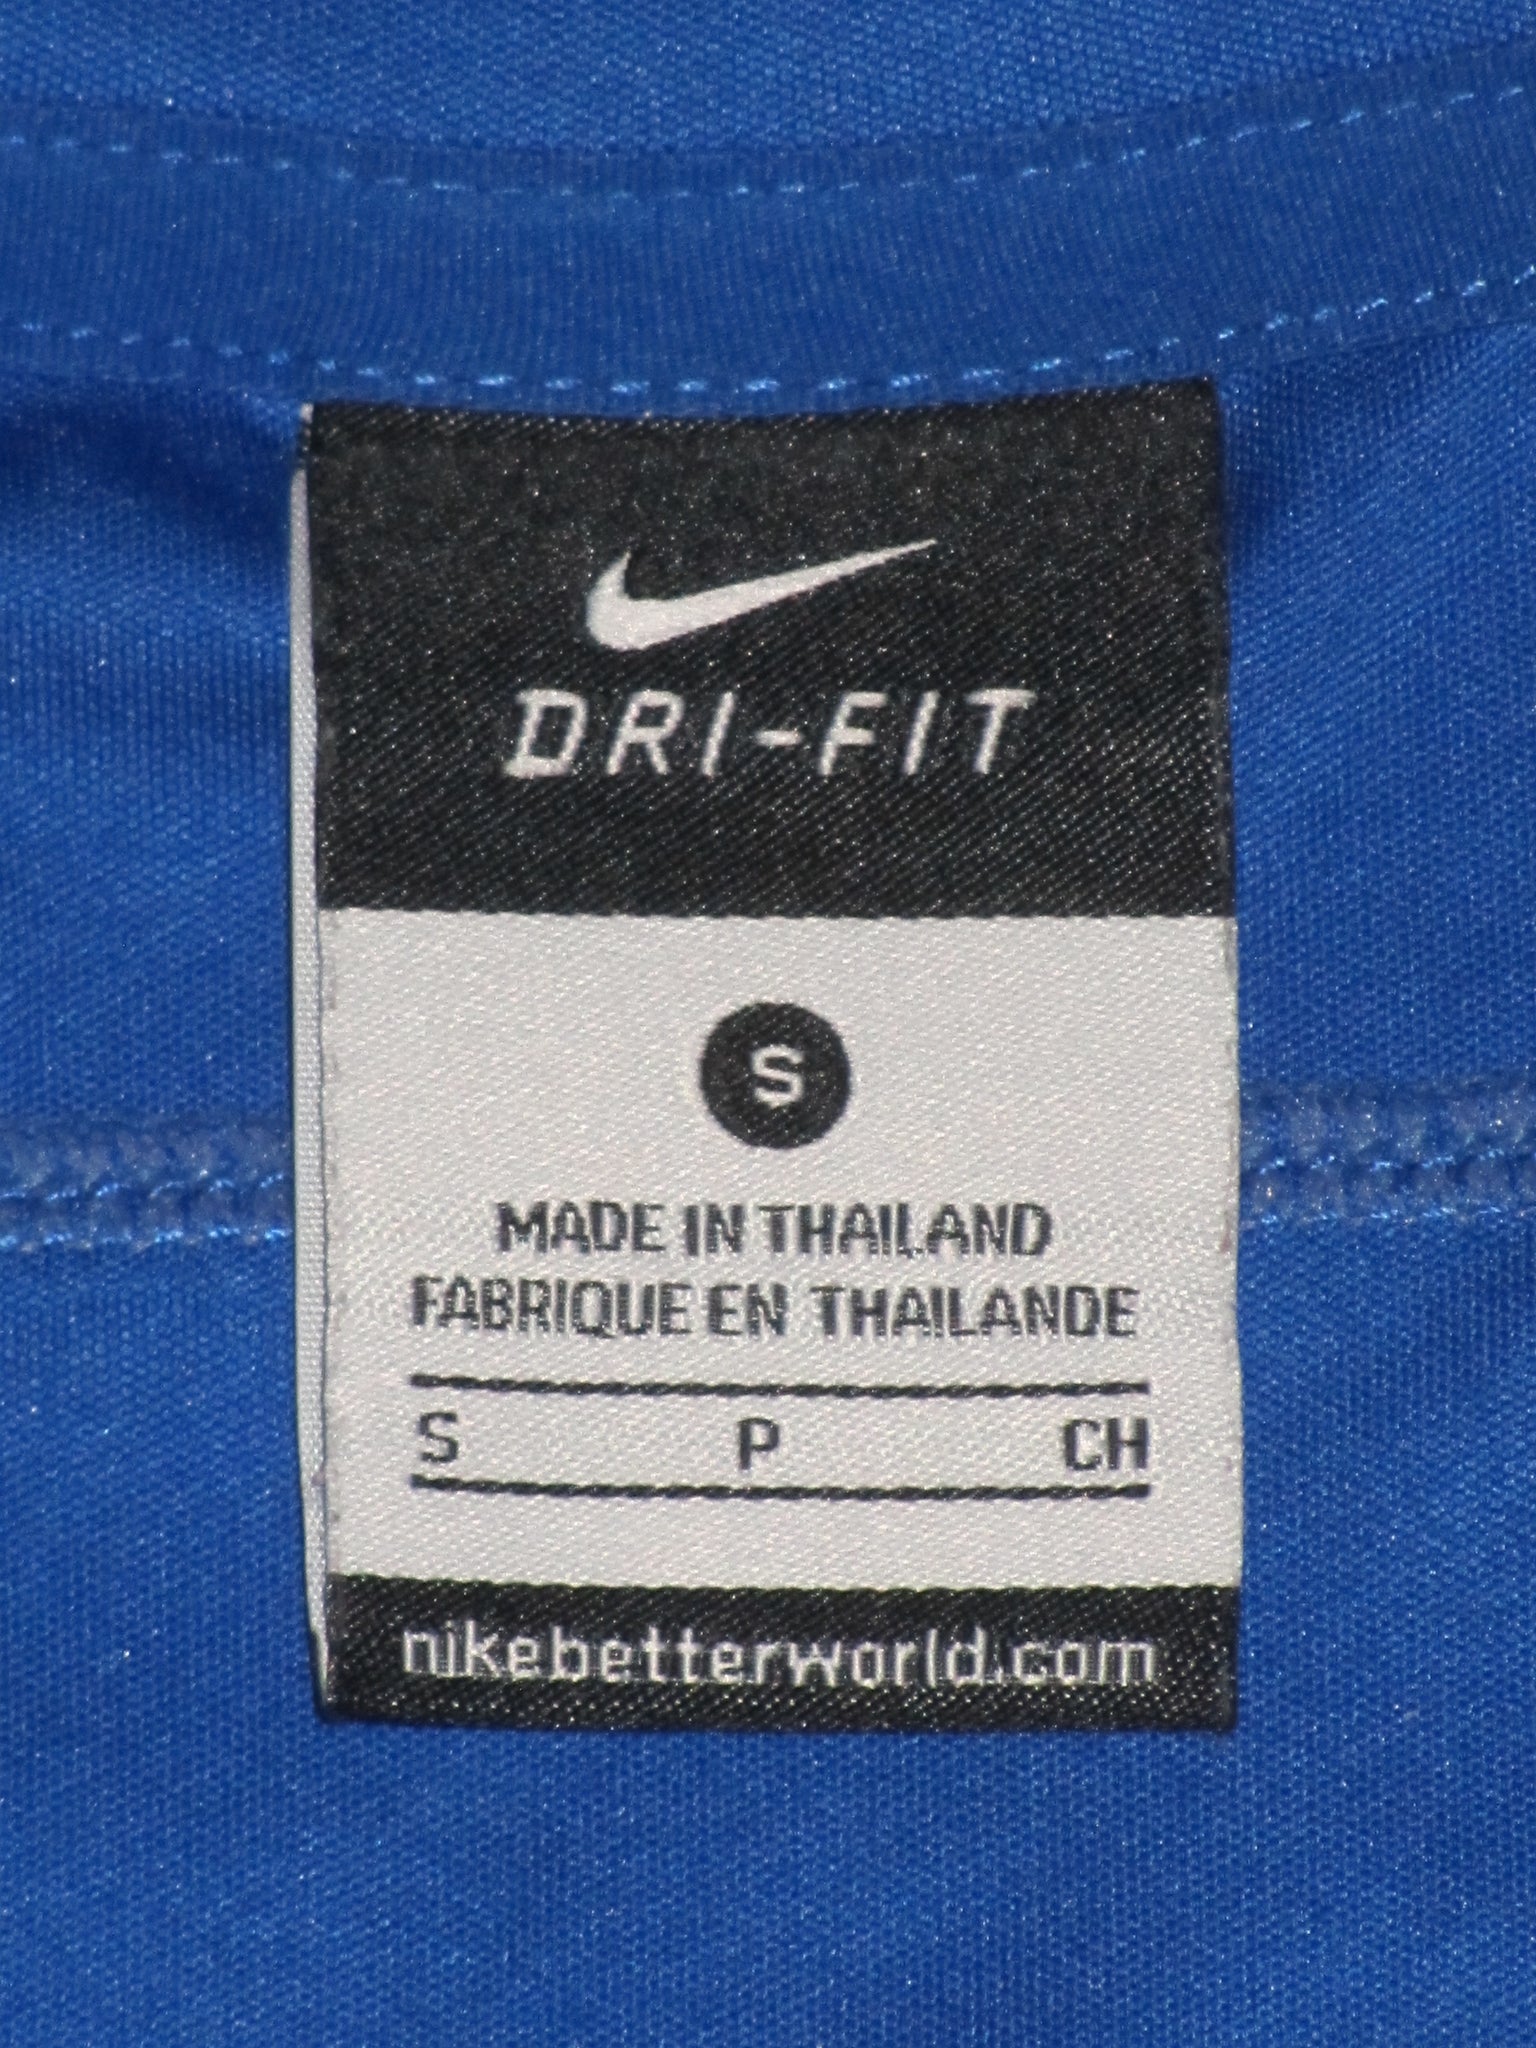 DRI-FIT
S
MADE IN THAILAND
FABRIQUE EN THAILANDE
S P CH
nikebetterworld.com